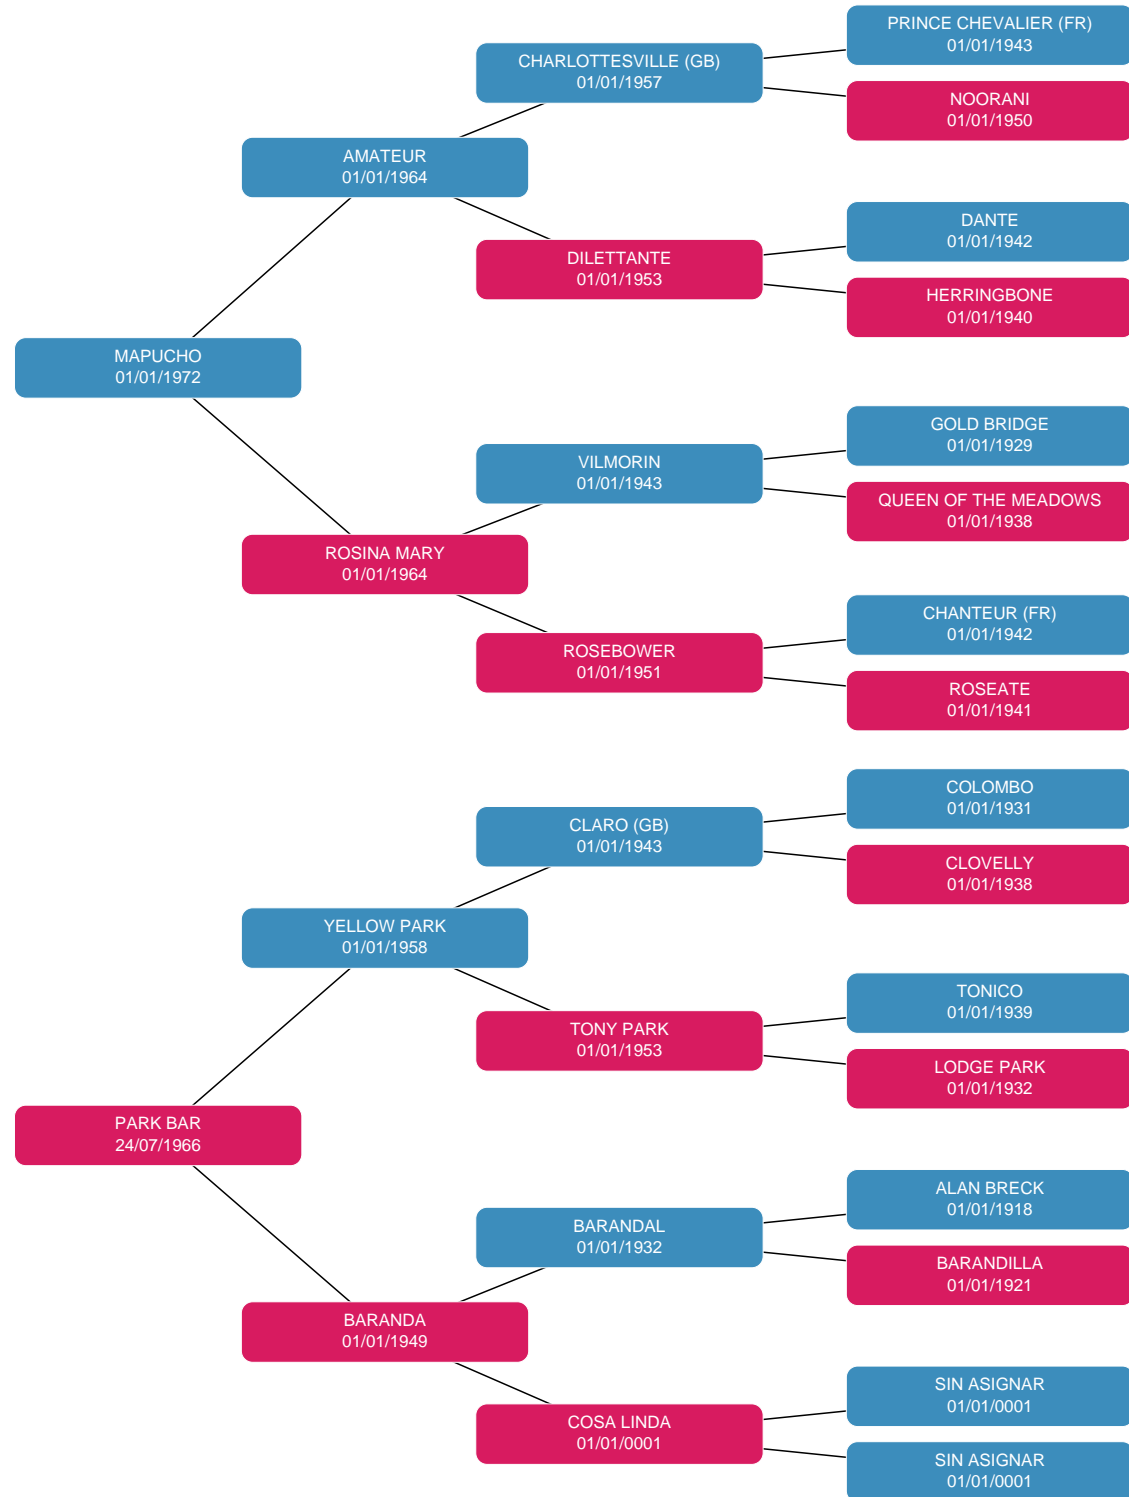 PRINCE CHEVALIER (FR)
01/01/1943
CHARLOTTESVILLE (GB)
01/01/1957
NOORANI
01/01/1950
AMATEUR
01/01/1964
DANTE
01/01/1942
DILETTANTE
01/01/1953
HERRINGBONE
01/01/1940
MAPUCHO
01/01/1972
GOLD BRIDGE
01/01/1929
VILMORIN
01/01/1943
QUEEN OF THE MEADOWS
01/01/1938
ROSINA MARY
01/01/1964
CHANTEUR (FR)
01/01/1942
ROSEBOWER
01/01/1951
ROSEATE
01/01/1941
COLOMBO
01/01/1931
CLARO (GB)
01/01/1943
CLOVELLY
01/01/1938
YELLOW PARK
01/01/1958
TONICO
01/01/1939
TONY PARK
01/01/1953
LODGE PARK
01/01/1932
PARK BAR
24/07/1966
ALAN BRECK
01/01/1918
BARANDAL
01/01/1932
BARANDILLA
01/01/1921
BARANDA
01/01/1949
SIN ASIGNAR
01/01/0001
COSA LINDA
01/01/0001
SIN ASIGNAR
01/01/0001